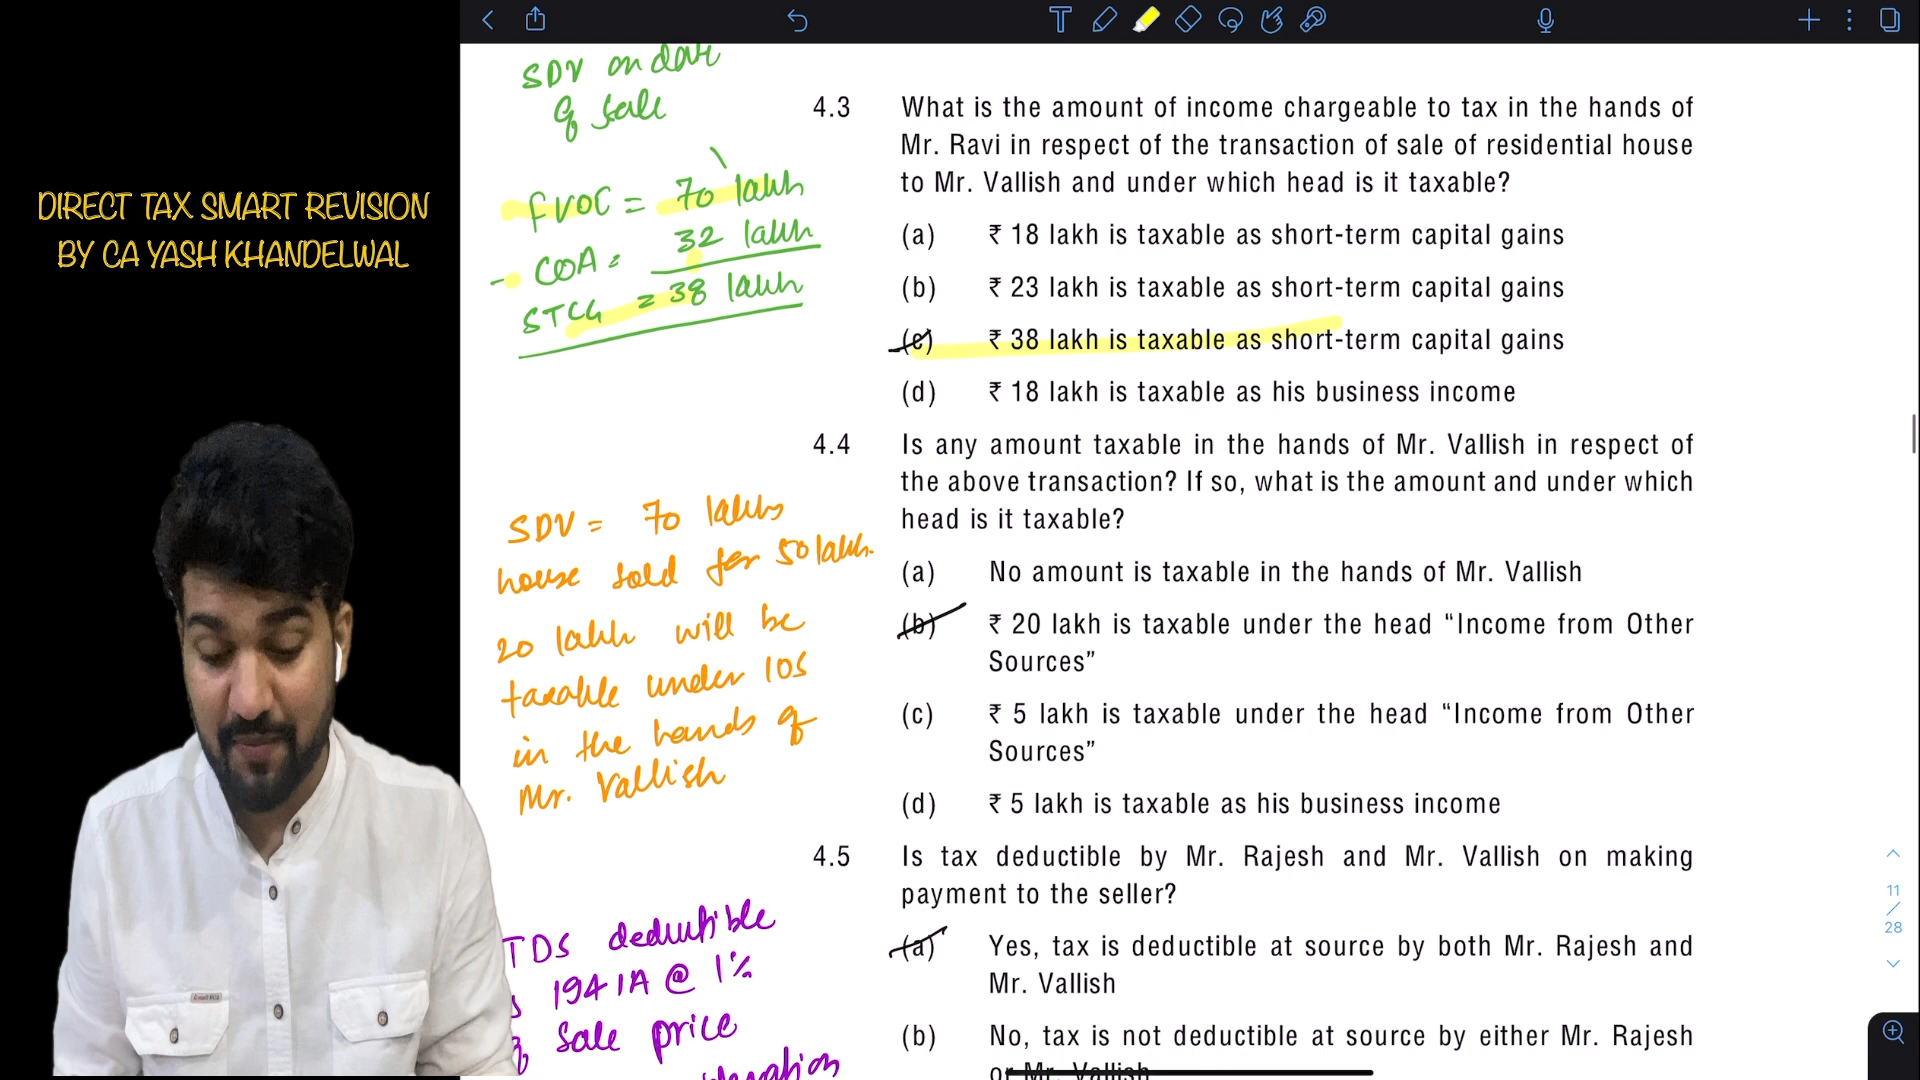 DIRECT TAX SMART REVISION
BY CA YASH KHANDELWAL
SDV on date
of sale
FVOC = 70 lakh
- COA = 32 lakh
STCG = 38 lakh
4.3 What is the amount of income chargeable to tax in the hands of
Mr. Ravi in respect of the transaction of sale of residential house
to Mr. Vallish and under which head is it taxable?
(a) ₹ 18 lakh is taxable as short-term capital gains
(b) ₹ 23 lakh is taxable as short-term capital gains
(c) ₹ 38 lakh is taxable as short-term capital gains
(d) ₹ 18 lakh is taxable as his business income
4.4 Is any amount taxable in the hands of Mr. Vallish in respect of
the above transaction? If so, what is the amount and under which
head is it taxable?
(a) No amount is taxable in the hands of Mr. Vallish
(b) ₹ 20 lakh is taxable under the head “Income from Other
Sources”
(c) ₹ 5 lakh is taxable under the head “Income from Other
Sources”
(d) ₹ 5 lakh is taxable as his business income
SDV = 70 lakhs
house sold for 50 lakh.
20 lakh will be
taxable under IOS
in the hands of
Mr. Vallish
4.5 Is tax deductible by Mr. Rajesh and Mr. Vallish on making
payment to the seller?
(a) Yes, tax is deductible at source by both Mr. Rajesh and
Mr. Vallish
(b) No, tax is not deductible at source by either Mr. Rajesh
or Mr. Vallish
TDS deductible
194IA @ 1%
of sale price
11
/
28